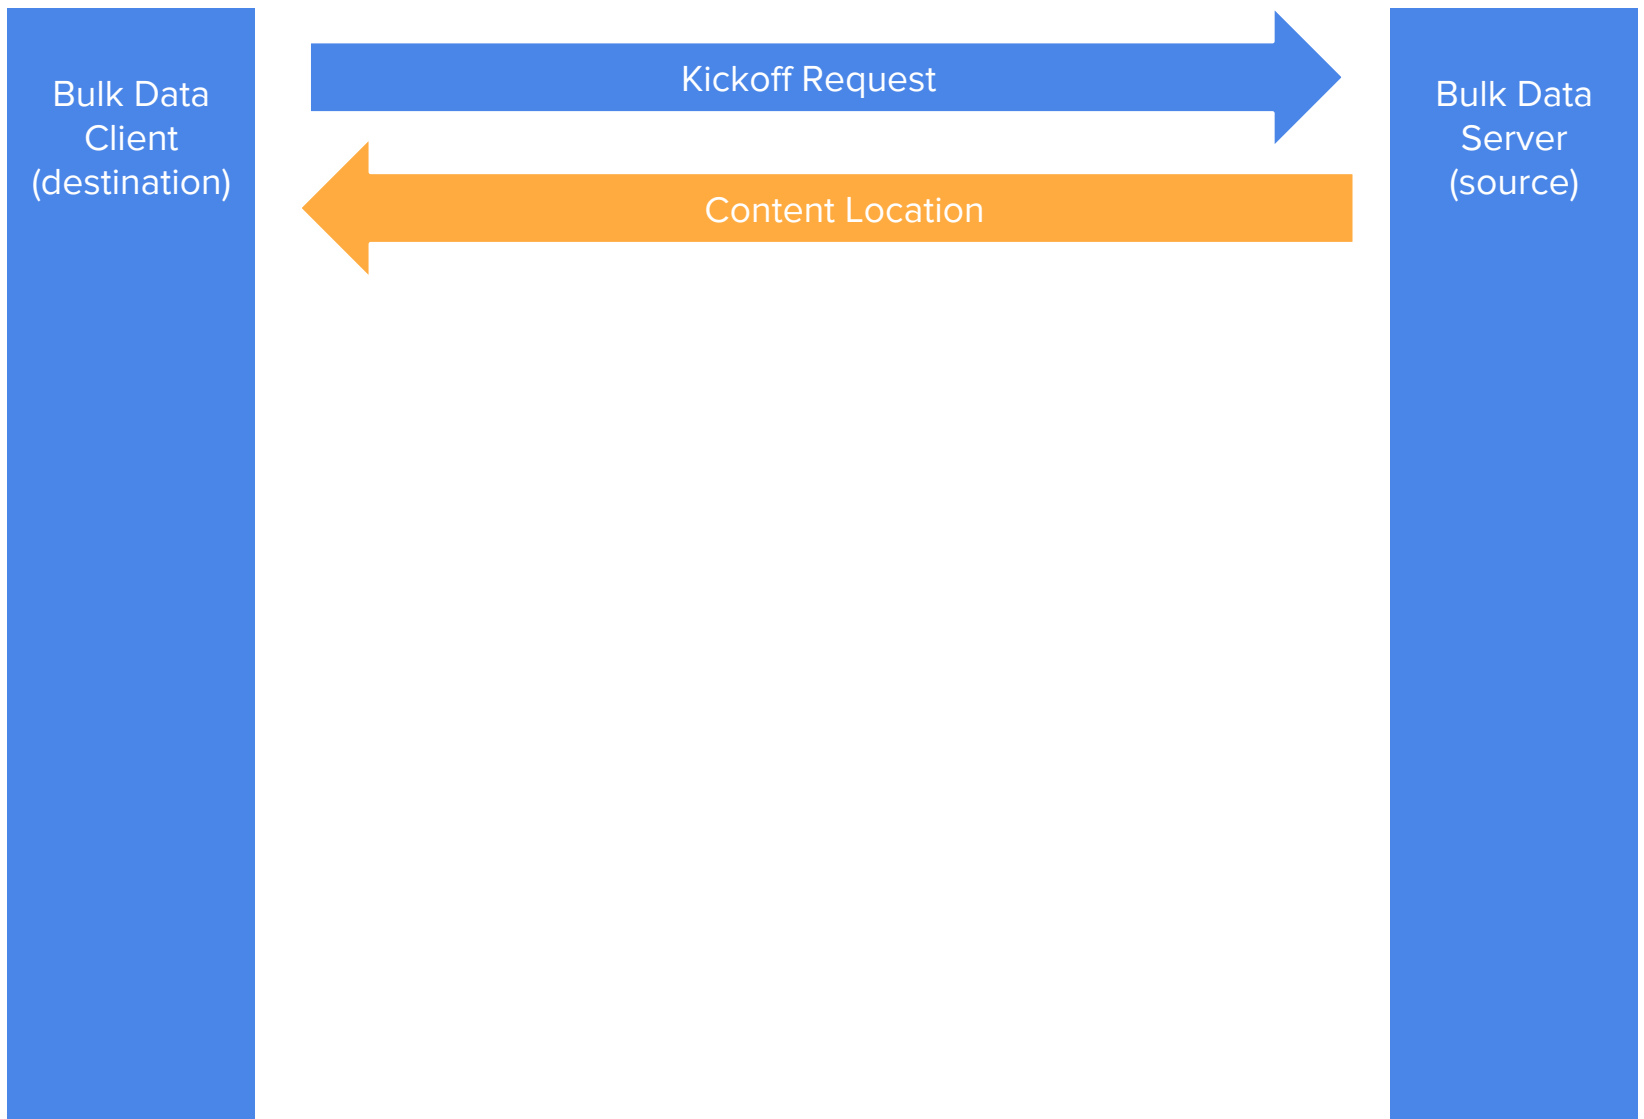 Bulk Data
Client
(destination)
Kickoff Request
Content Location
Bulk Data
Server
(source)